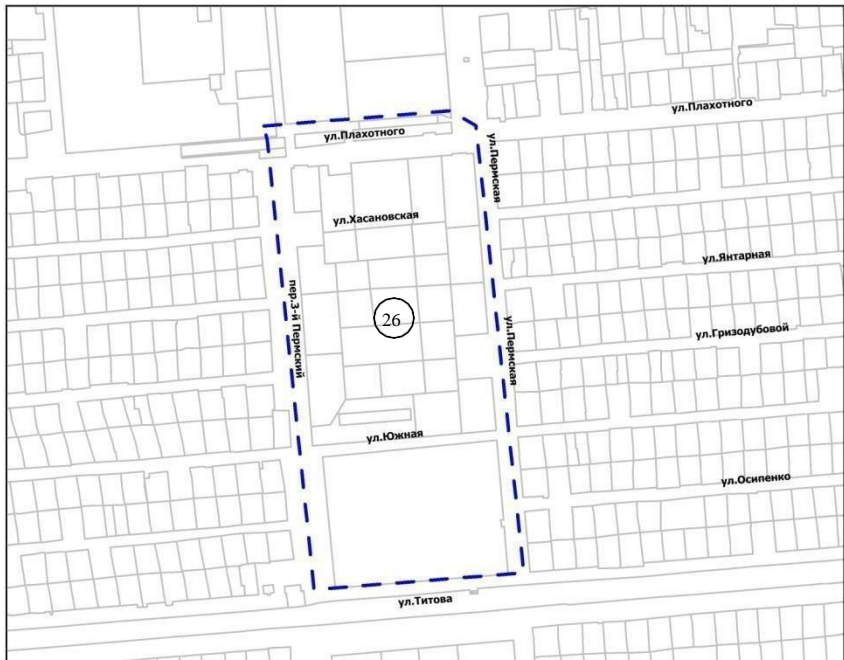 ул.Плахотного
ул.Плахотного
ул.Пермская
ул.Хасановская
ул.Янтарная
пер.3-й Пермский
26
ул.Пермская
ул.Гризодубовой
ул.Южная
ул.Осипенко
ул.Титова